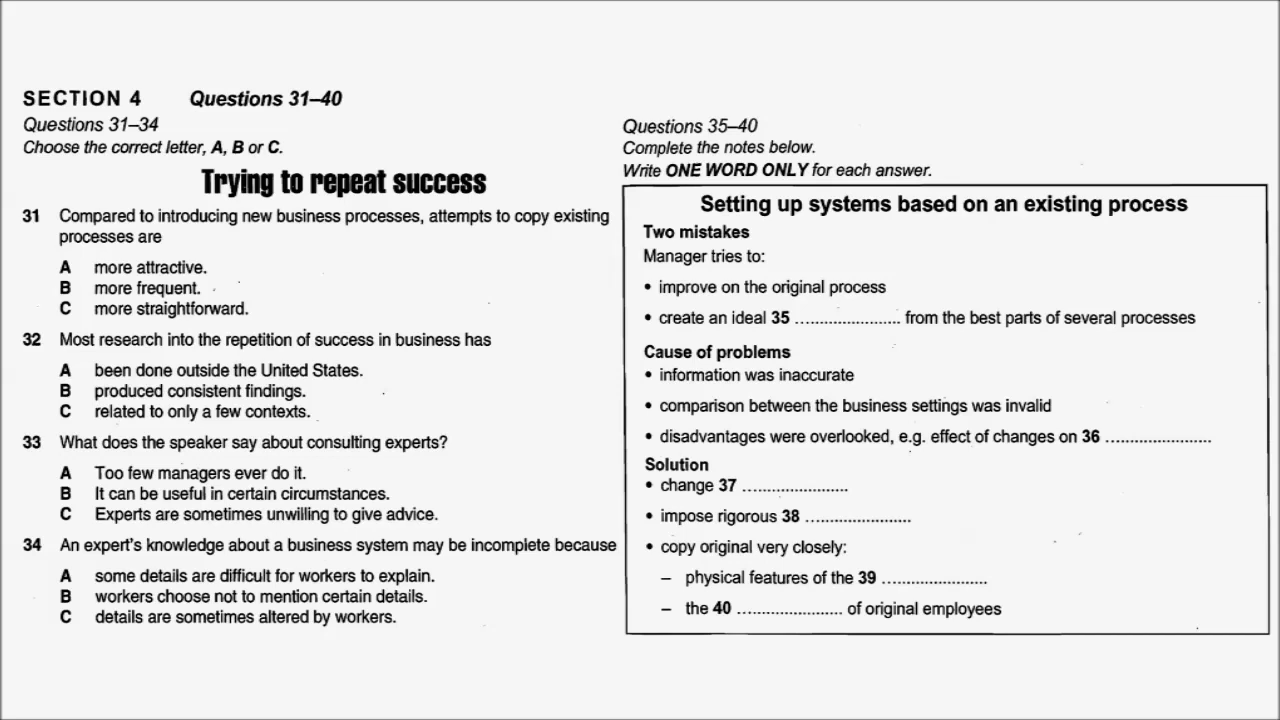 SECTION 4 Questions 31–40
Questions 31–34
Choose the correct letter, A, B or C.
Trying to repeat success
31 Compared to introducing new business processes, attempts to copy existing
processes are
A more attractive.
B more frequent.
C more straightforward.
32 Most research into the repetition of success in business has
A been done outside the United States.
B produced consistent findings.
C related to only a few contexts.
33 What does the speaker say about consulting experts?
A Too few managers ever do it.
B It can be useful in certain circumstances.
C Experts are sometimes unwilling to give advice.
34 An expert's knowledge about a business system may be incomplete because
A some details are difficult for workers to explain.
B workers choose not to mention certain details.
C details are sometimes altered by workers.
Questions 35–40
Complete the notes below.
Write ONE WORD ONLY for each answer.
Setting up systems based on an existing process
Two mistakes
Manager tries to:
• improve on the original process
• create an ideal 35 ...................... from the best parts of several processes
Cause of problems
• information was inaccurate
• comparison between the business settings was invalid
• disadvantages were overlooked, e.g. effect of changes on 36 ......................
Solution
• change 37 ......................
• impose rigorous 38 ......................
• copy original very closely:
– physical features of the 39 ......................
– the 40 ...................... of original employees